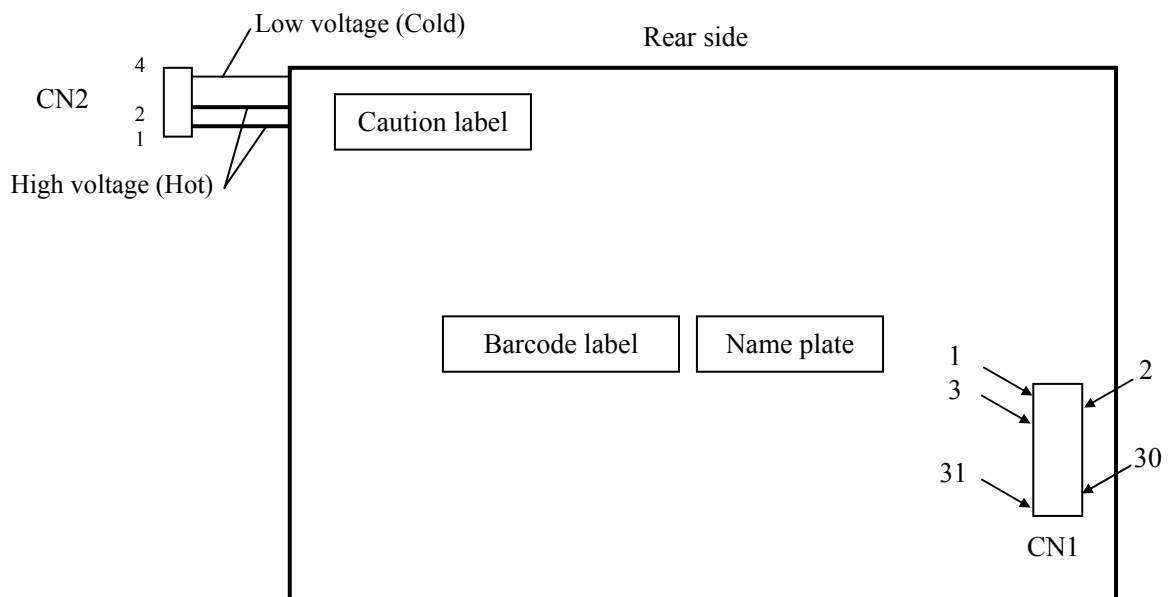 Low voltage (Cold)
Rear side
4
CN2
2
1
Caution label
High voltage (Hot)
Barcode label
Name plate
1
2
3
31
30
CN1